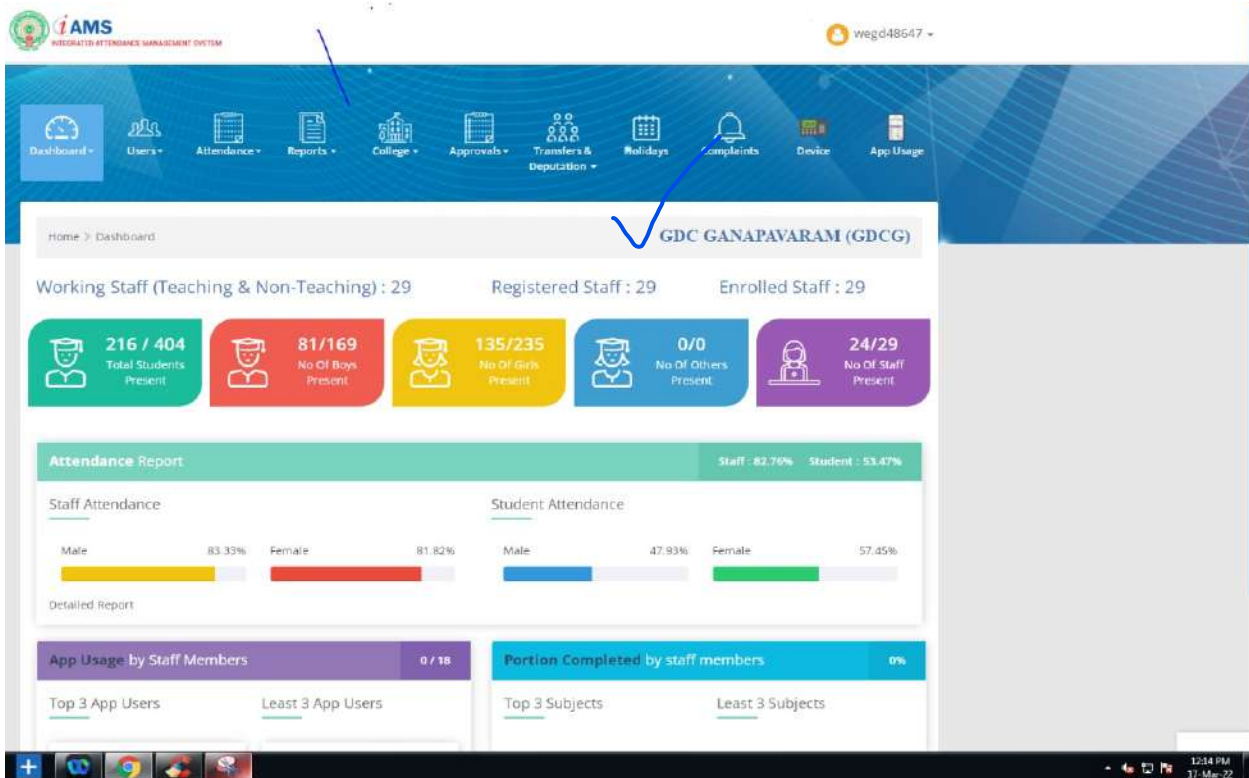 iAMS
INTEGRATED ATTENDANCE MANAGEMENT SYSTEM
wegd48647
Dashboard Users Attendance Reports College Approvals Transfers & Deputation Holidays Complaints Device App Usage
Home > Dashboard
GDC GANAPAVARAM (GDCG)
Working Staff (Teaching & Non-Teaching) : 29 Registered Staff : 29 Enrolled Staff : 29
216 / 404
Total Students
Present
81/169
No Of Boys
Present
135/235
No Of Girls
Present
0/0
No Of Others
Present
24/29
No Of Staff
Present
Attendance Report
Staff : 82.76% Student : 53.47%
Staff Attendance
Student Attendance
Male 83.33% Female 81.82%
Male 47.93% Female 57.45%
Detailed Report
App Usage by Staff Members 0 / 18
Portion Completed by staff members 0%
Top 3 App Users Least 3 App Users
Top 3 Subjects Least 3 Subjects
12:14 PM
17-Mar-22